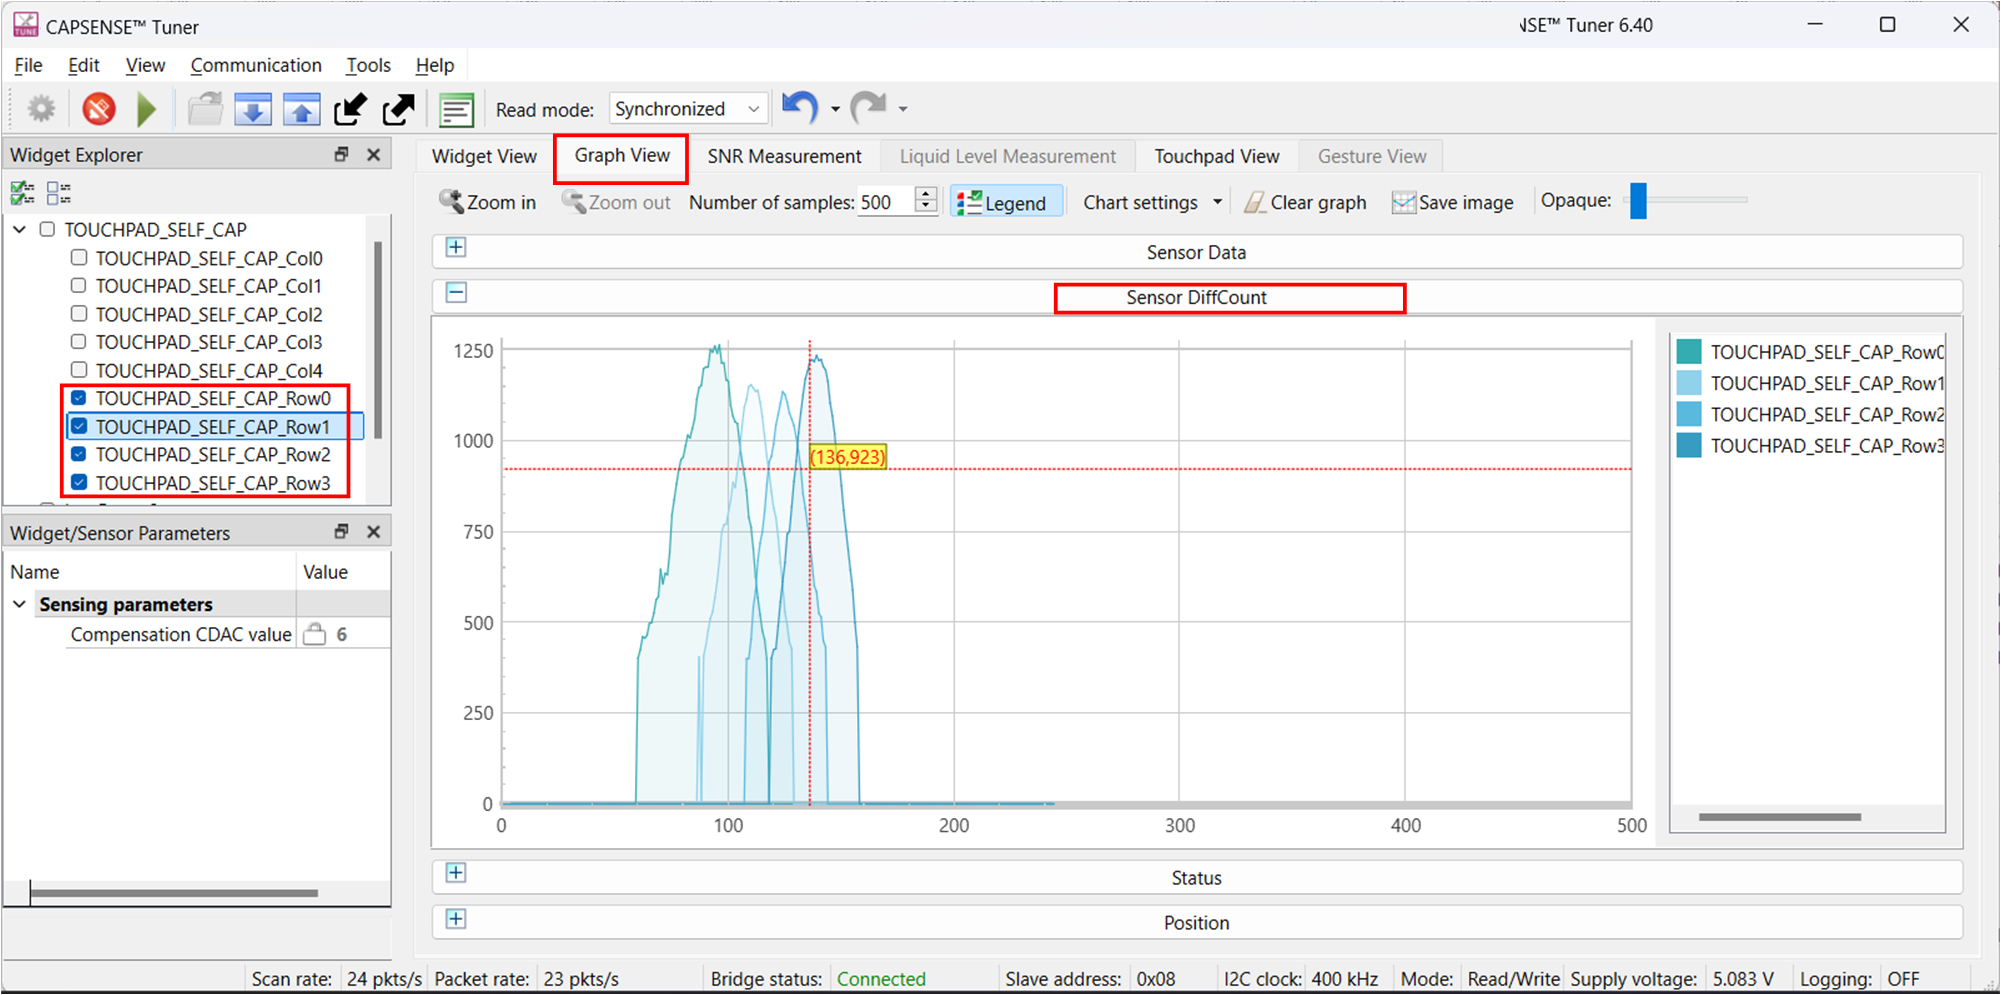 CAPSENSE™ Tuner
NSE™ Tuner 6.40
File Edit View Communication Tools Help
Read mode: Synchronized
Widget Explorer
TOUCHPAD_SELF_CAP
TOUCHPAD_SELF_CAP_Col0
TOUCHPAD_SELF_CAP_Col1
TOUCHPAD_SELF_CAP_Col2
TOUCHPAD_SELF_CAP_Col3
TOUCHPAD_SELF_CAP_Col4
TOUCHPAD_SELF_CAP_Row0
TOUCHPAD_SELF_CAP_Row1
TOUCHPAD_SELF_CAP_Row2
TOUCHPAD_SELF_CAP_Row3
Widget/Sensor Parameters
Name Value
Sensing parameters
Compensation CDAC value 6
Widget View Graph View SNR Measurement Liquid Level Measurement Touchpad View Gesture View
Zoom in Zoom out Number of samples: 500 Legend Chart settings Clear graph Save image Opaque:
Sensor Data
Sensor DiffCount
1250
1000
750
500
250
0
0 100 200 300 400 500
(136,923)
TOUCHPAD_SELF_CAP_Row0
TOUCHPAD_SELF_CAP_Row1
TOUCHPAD_SELF_CAP_Row2
TOUCHPAD_SELF_CAP_Row3
Status
Position
Scan rate: 24 pkts/s Packet rate: 23 pkts/s Bridge status: Connected Slave address: 0x08 I2C clock: 400 kHz Mode: Read/Write Supply voltage: 5.083 V Logging: OFF